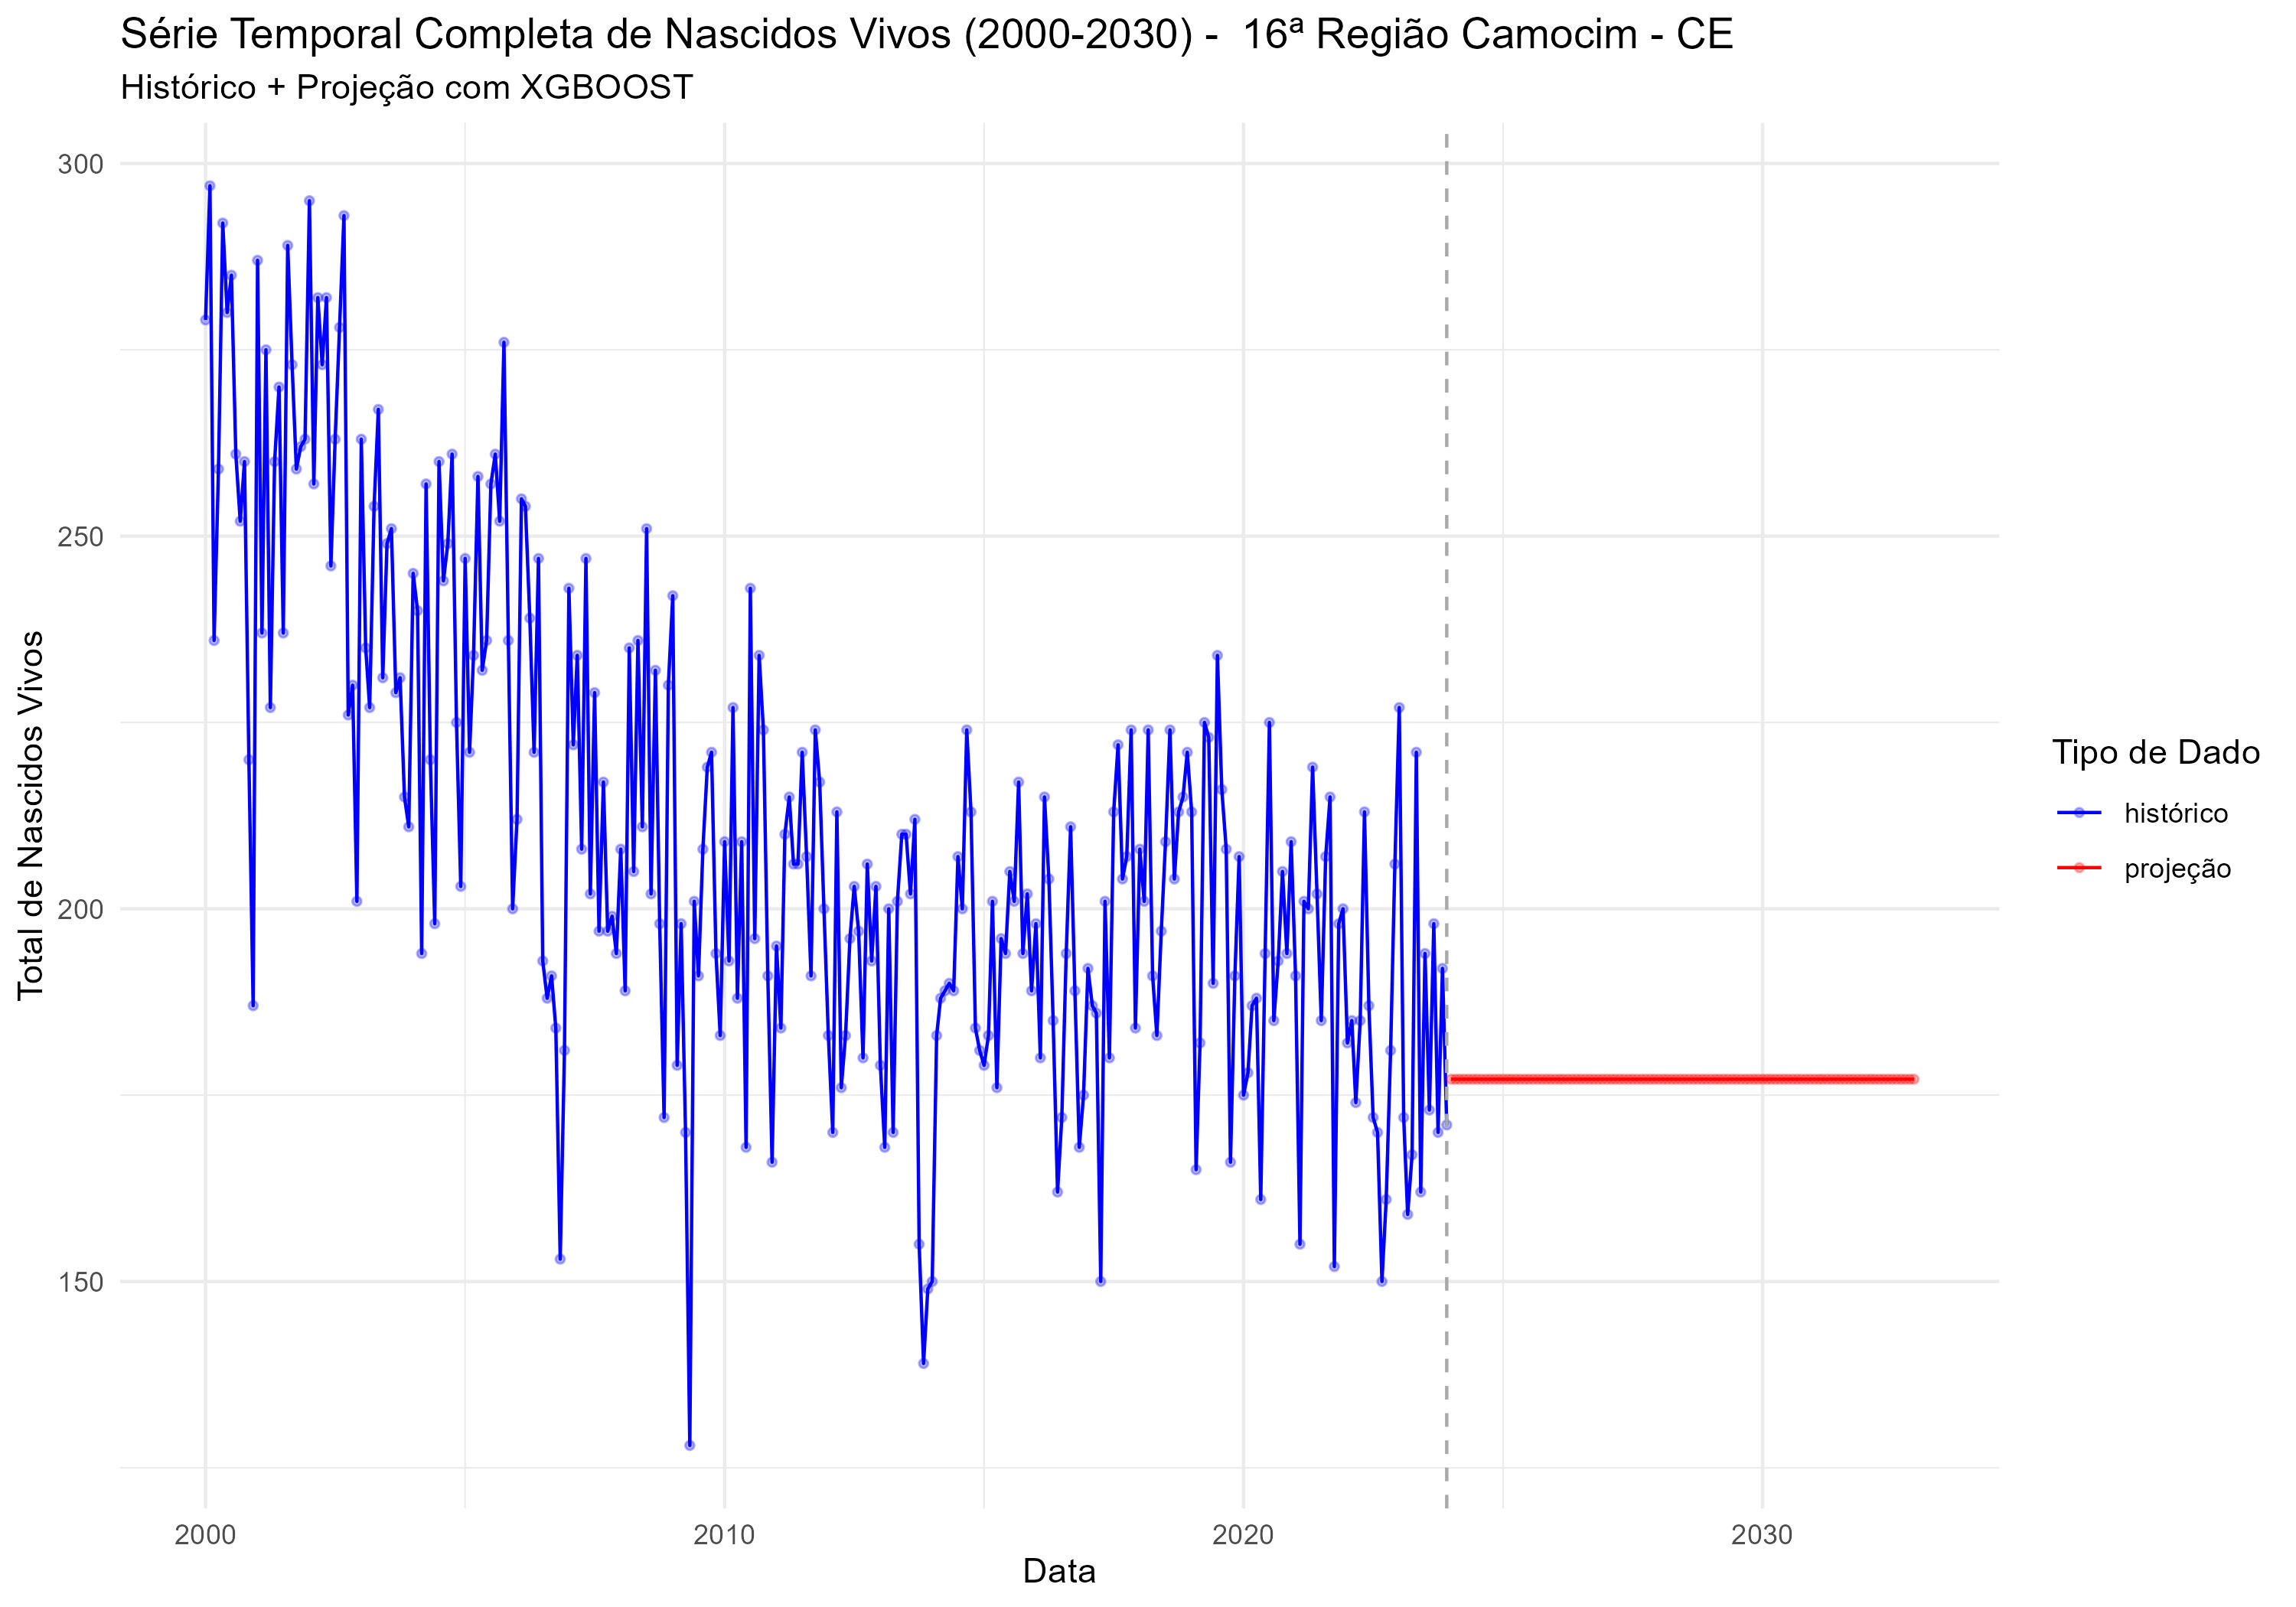 Série Temporal Completa de Nascidos Vivos (2000-2030) -  16ª Região Camocim - CE
Histórico + Projeção com XGBOOST
300
250
200
150
Total de Nascidos Vivos
2000
2010
2020
2030
Data
Tipo de Dado
histórico
projeção